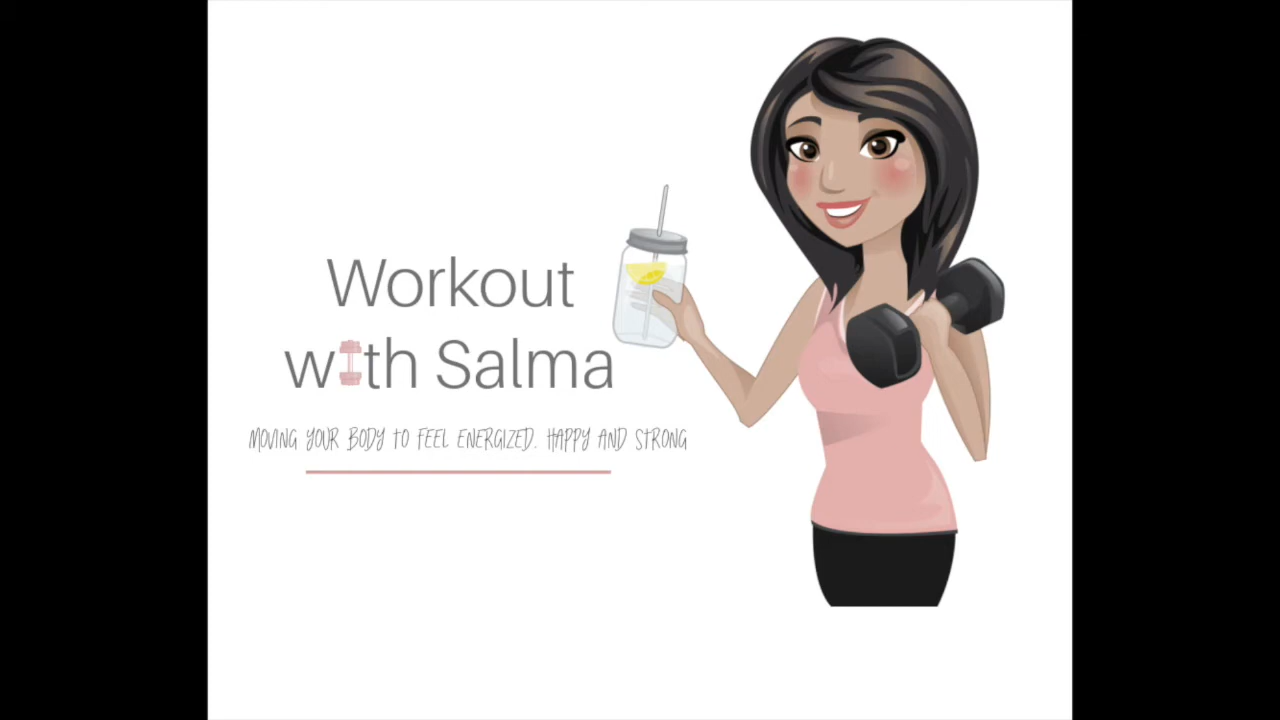 Workout
with Salma
MOVING YOUR BODY TO FEEL ENERGIZED. HAPPY AND STRONG